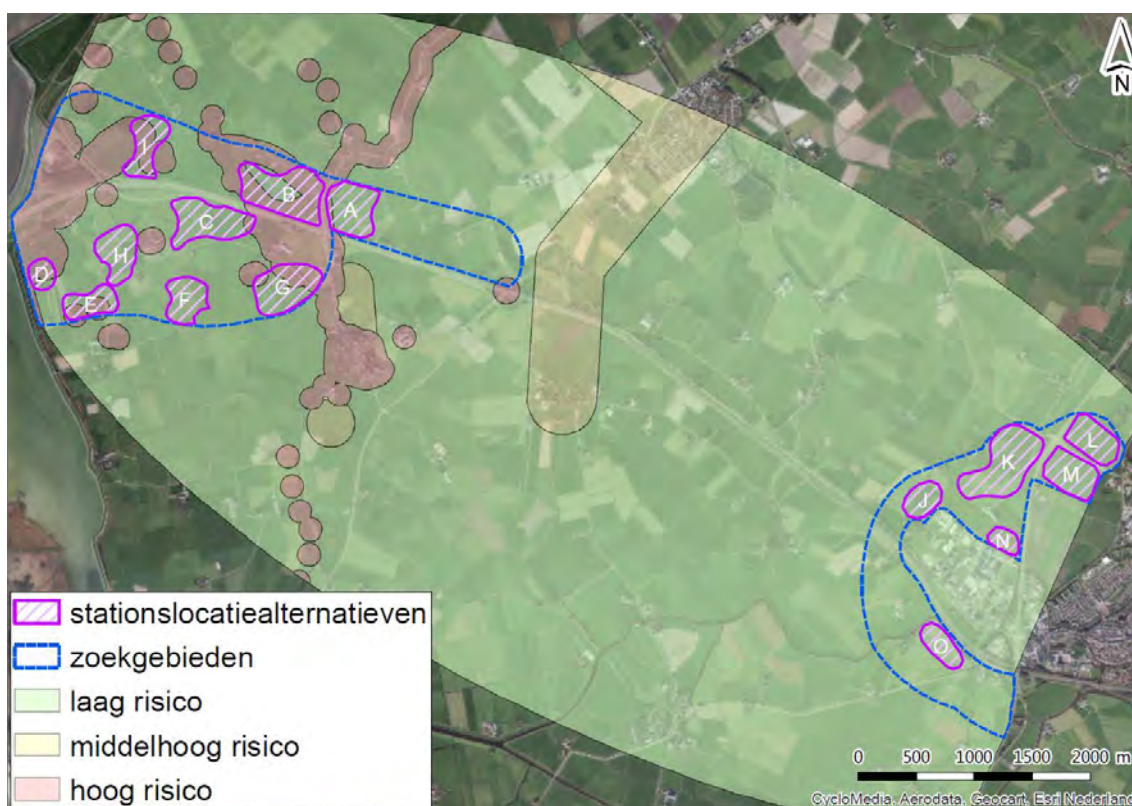 N
I
B
A
C
H
D
E
F
G
L
K
M
J
N
O
stationslocatiealternatieven
zoekgebieden
laag risico
middelhoog risico
hoog risico
0 500 1000 1500 2000 m
CycloMedia, Aerodata, Geocart, Esri Nederland